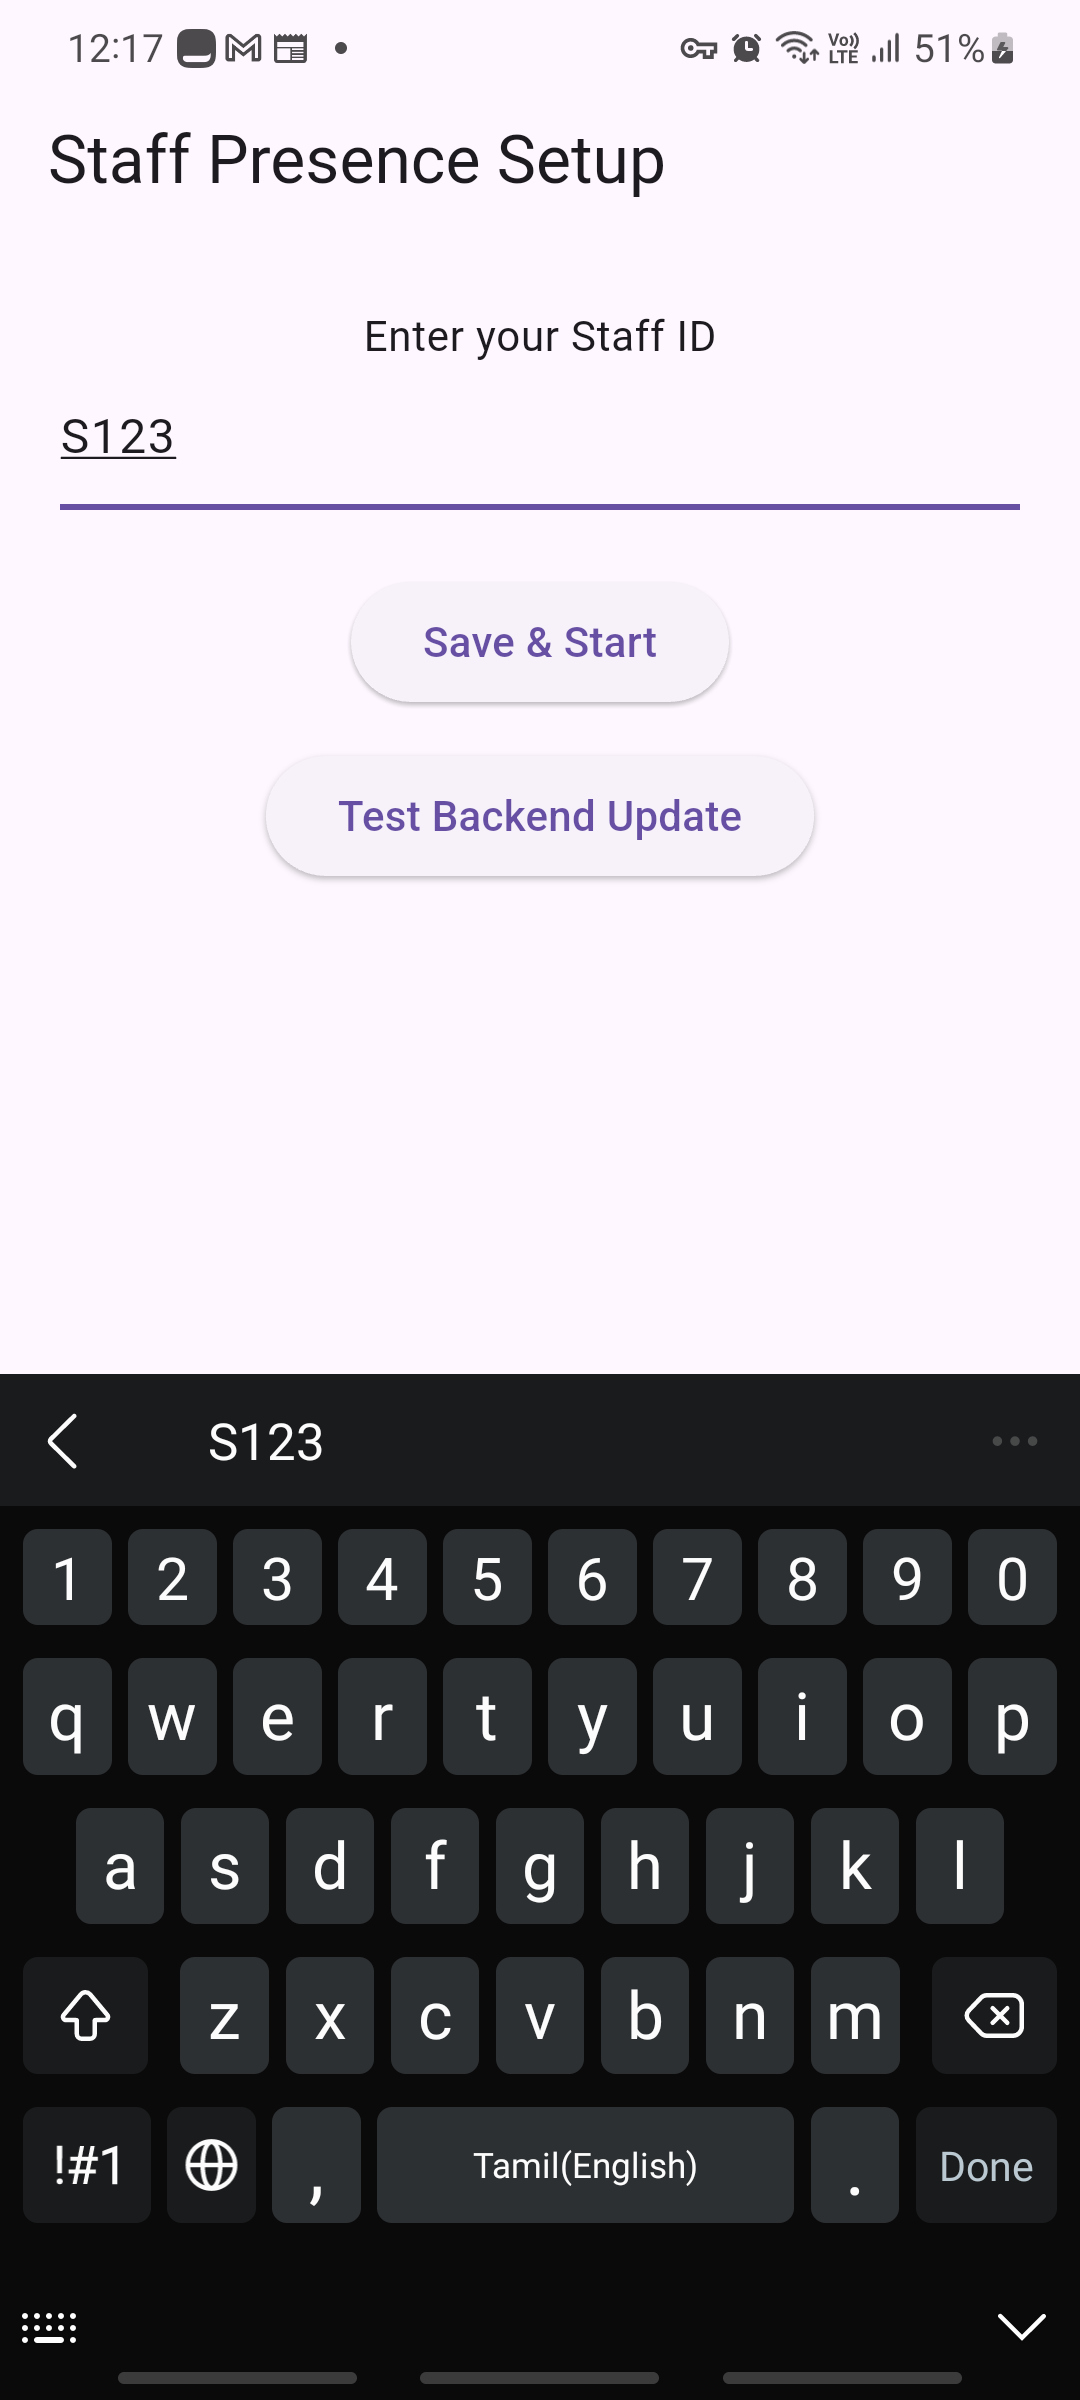 12:17 Vo)) LTE 51%
Staff Presence Setup
Enter your Staff ID
S123
Save & Start
Test Backend Update
S123
1 2 3 4 5 6 7 8 9 0
q w e r t y u i o p
a s d f g h j k l
z x c v b n m
!#1 , Tamil(English) . Done